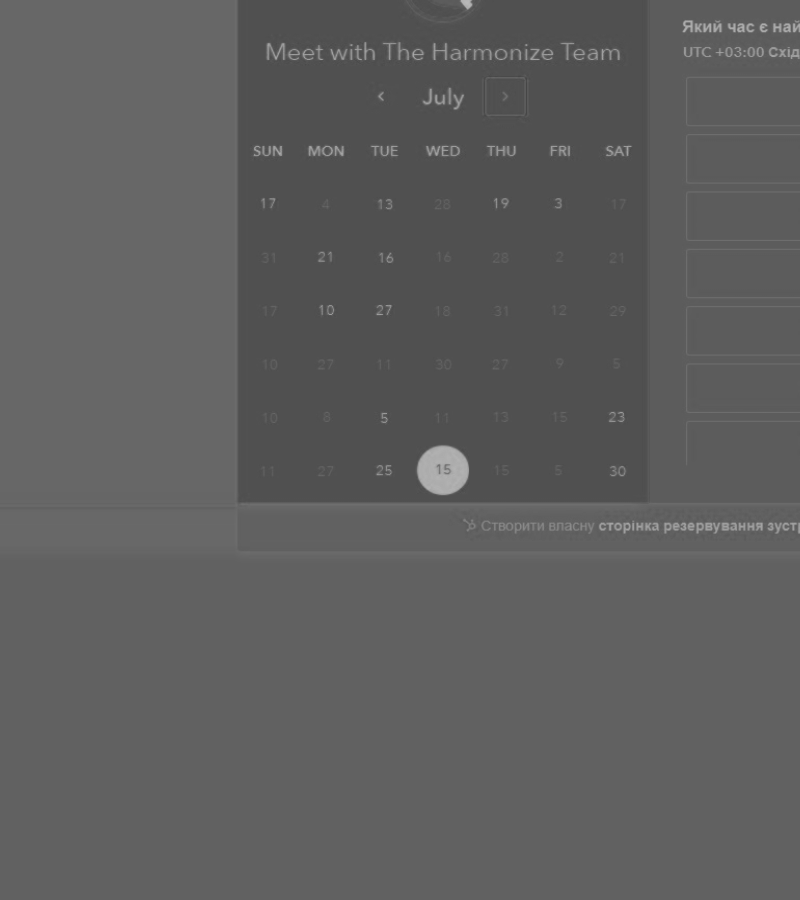 Який час є най
Meet with The Harmonize Team
UTC +03:00 Схід
July
SUN MON TUE WED THU FRI SAT
17 4 13 28 19 3 17
31 21 16 16 28 2 21
17 10 27 18 31 12 29
10 27 11 30 27 9 5
10 8 5 11 13 15 23
11 27 25 15 15 5 30
Створити власну сторінка резервування зустр